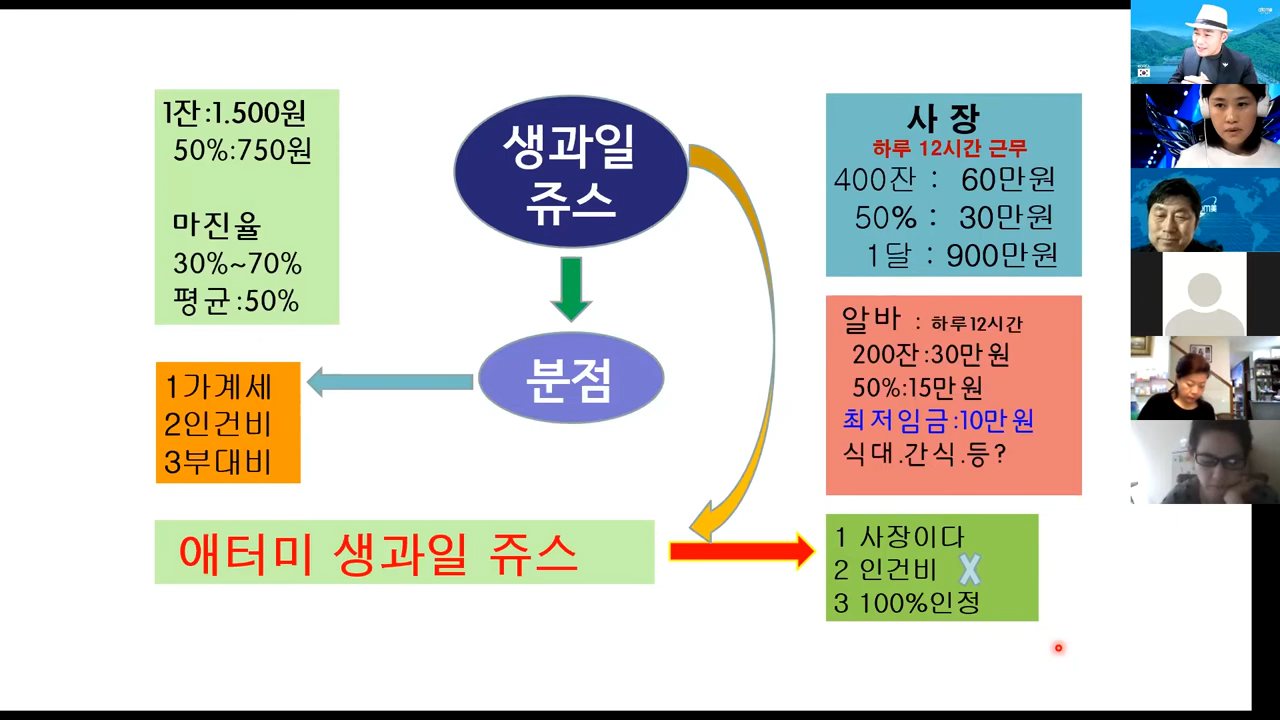 1잔:1.500원
50%:750원
마진율
30%~70%
평균:50%
생과일
쥬스
사 장
하루 12시간 근무
400잔 : 60만원
50% : 30만원
1달 : 900만원
분점
1가계세
2인건비
3부대비
알바 : 하루12시간
200잔:30만원
50%:15만원
최저임금:10만원
식대.간식.등?
애터미 생과일 쥬스
1 사장이다
2 인건비 X
3 100%인정